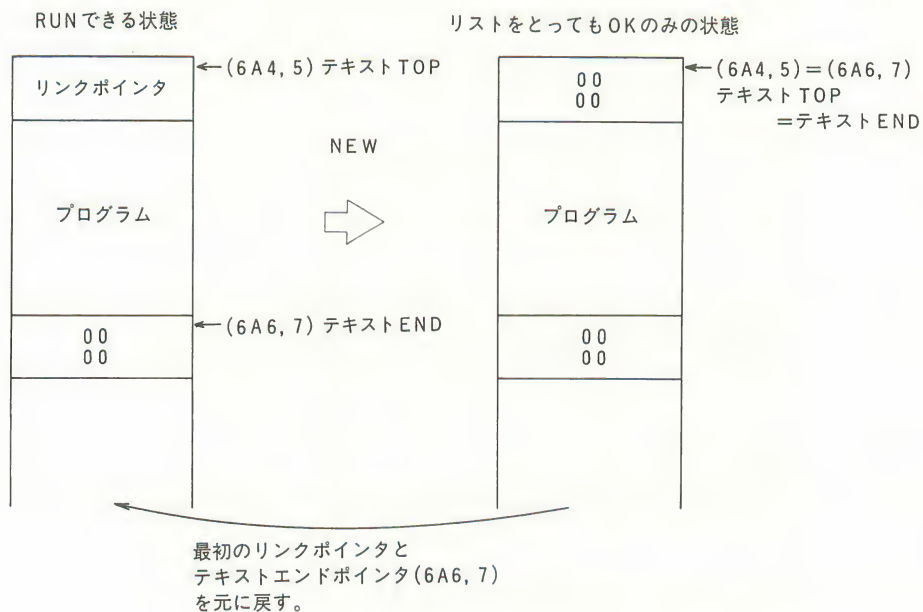 RUNできる状態
リンクポインタ
←(6A4, 5) テキストTOP
プログラム
00
00
←(6A6, 7) テキストEND
NEW
リストをとってもOKのみの状態
00
00
←(6A4, 5)=(6A6, 7)
テキストTOP
=テキストEND
プログラム
00
00
最初のリンクポインタと
テキストエンドポインタ(6A6, 7)
を元に戻す。